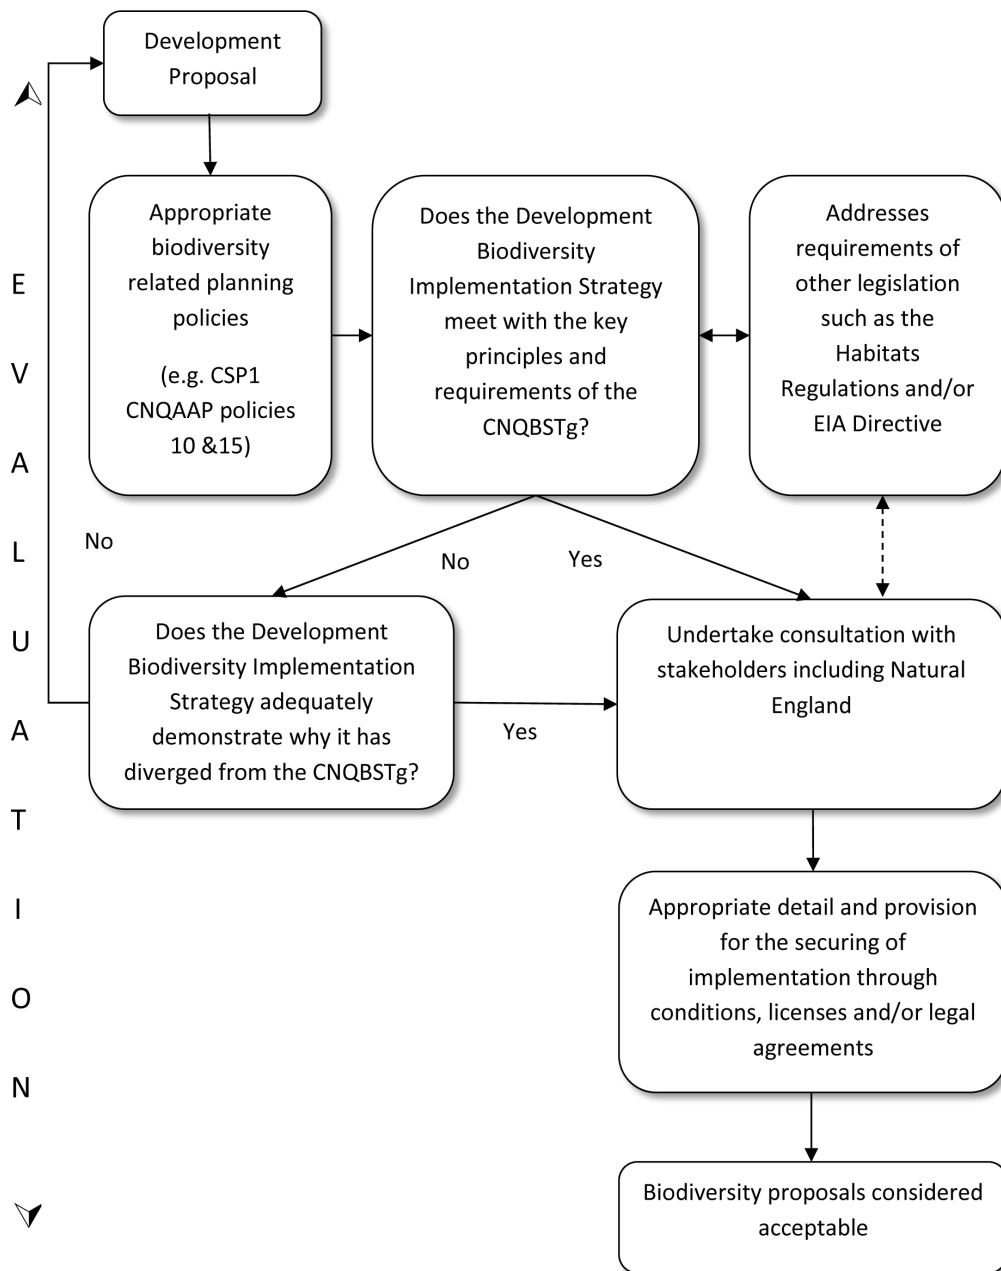 Development
Proposal
Appropriate
biodiversity
related planning
policies
(e.g. CSP1
CNQAAP policies
10 &15)
Does the Development
Biodiversity
Implementation Strategy
meet with the key
principles and
requirements of the
CNQBSTg?
Addresses
requirements of
other legislation
such as the
Habitats
Regulations and/or
EIA Directive
No
No
Yes
Does the Development
Biodiversity Implementation
Strategy adequately
demonstrate why it has
diverged from the CNQBSTg?
Yes
Undertake consultation with
stakeholders including Natural
England
Appropriate detail and provision
for the securing of
implementation through
conditions, licenses and/or legal
agreements
Biodiversity proposals considered
acceptable
E
V
A
L
U
A
T
I
O
N